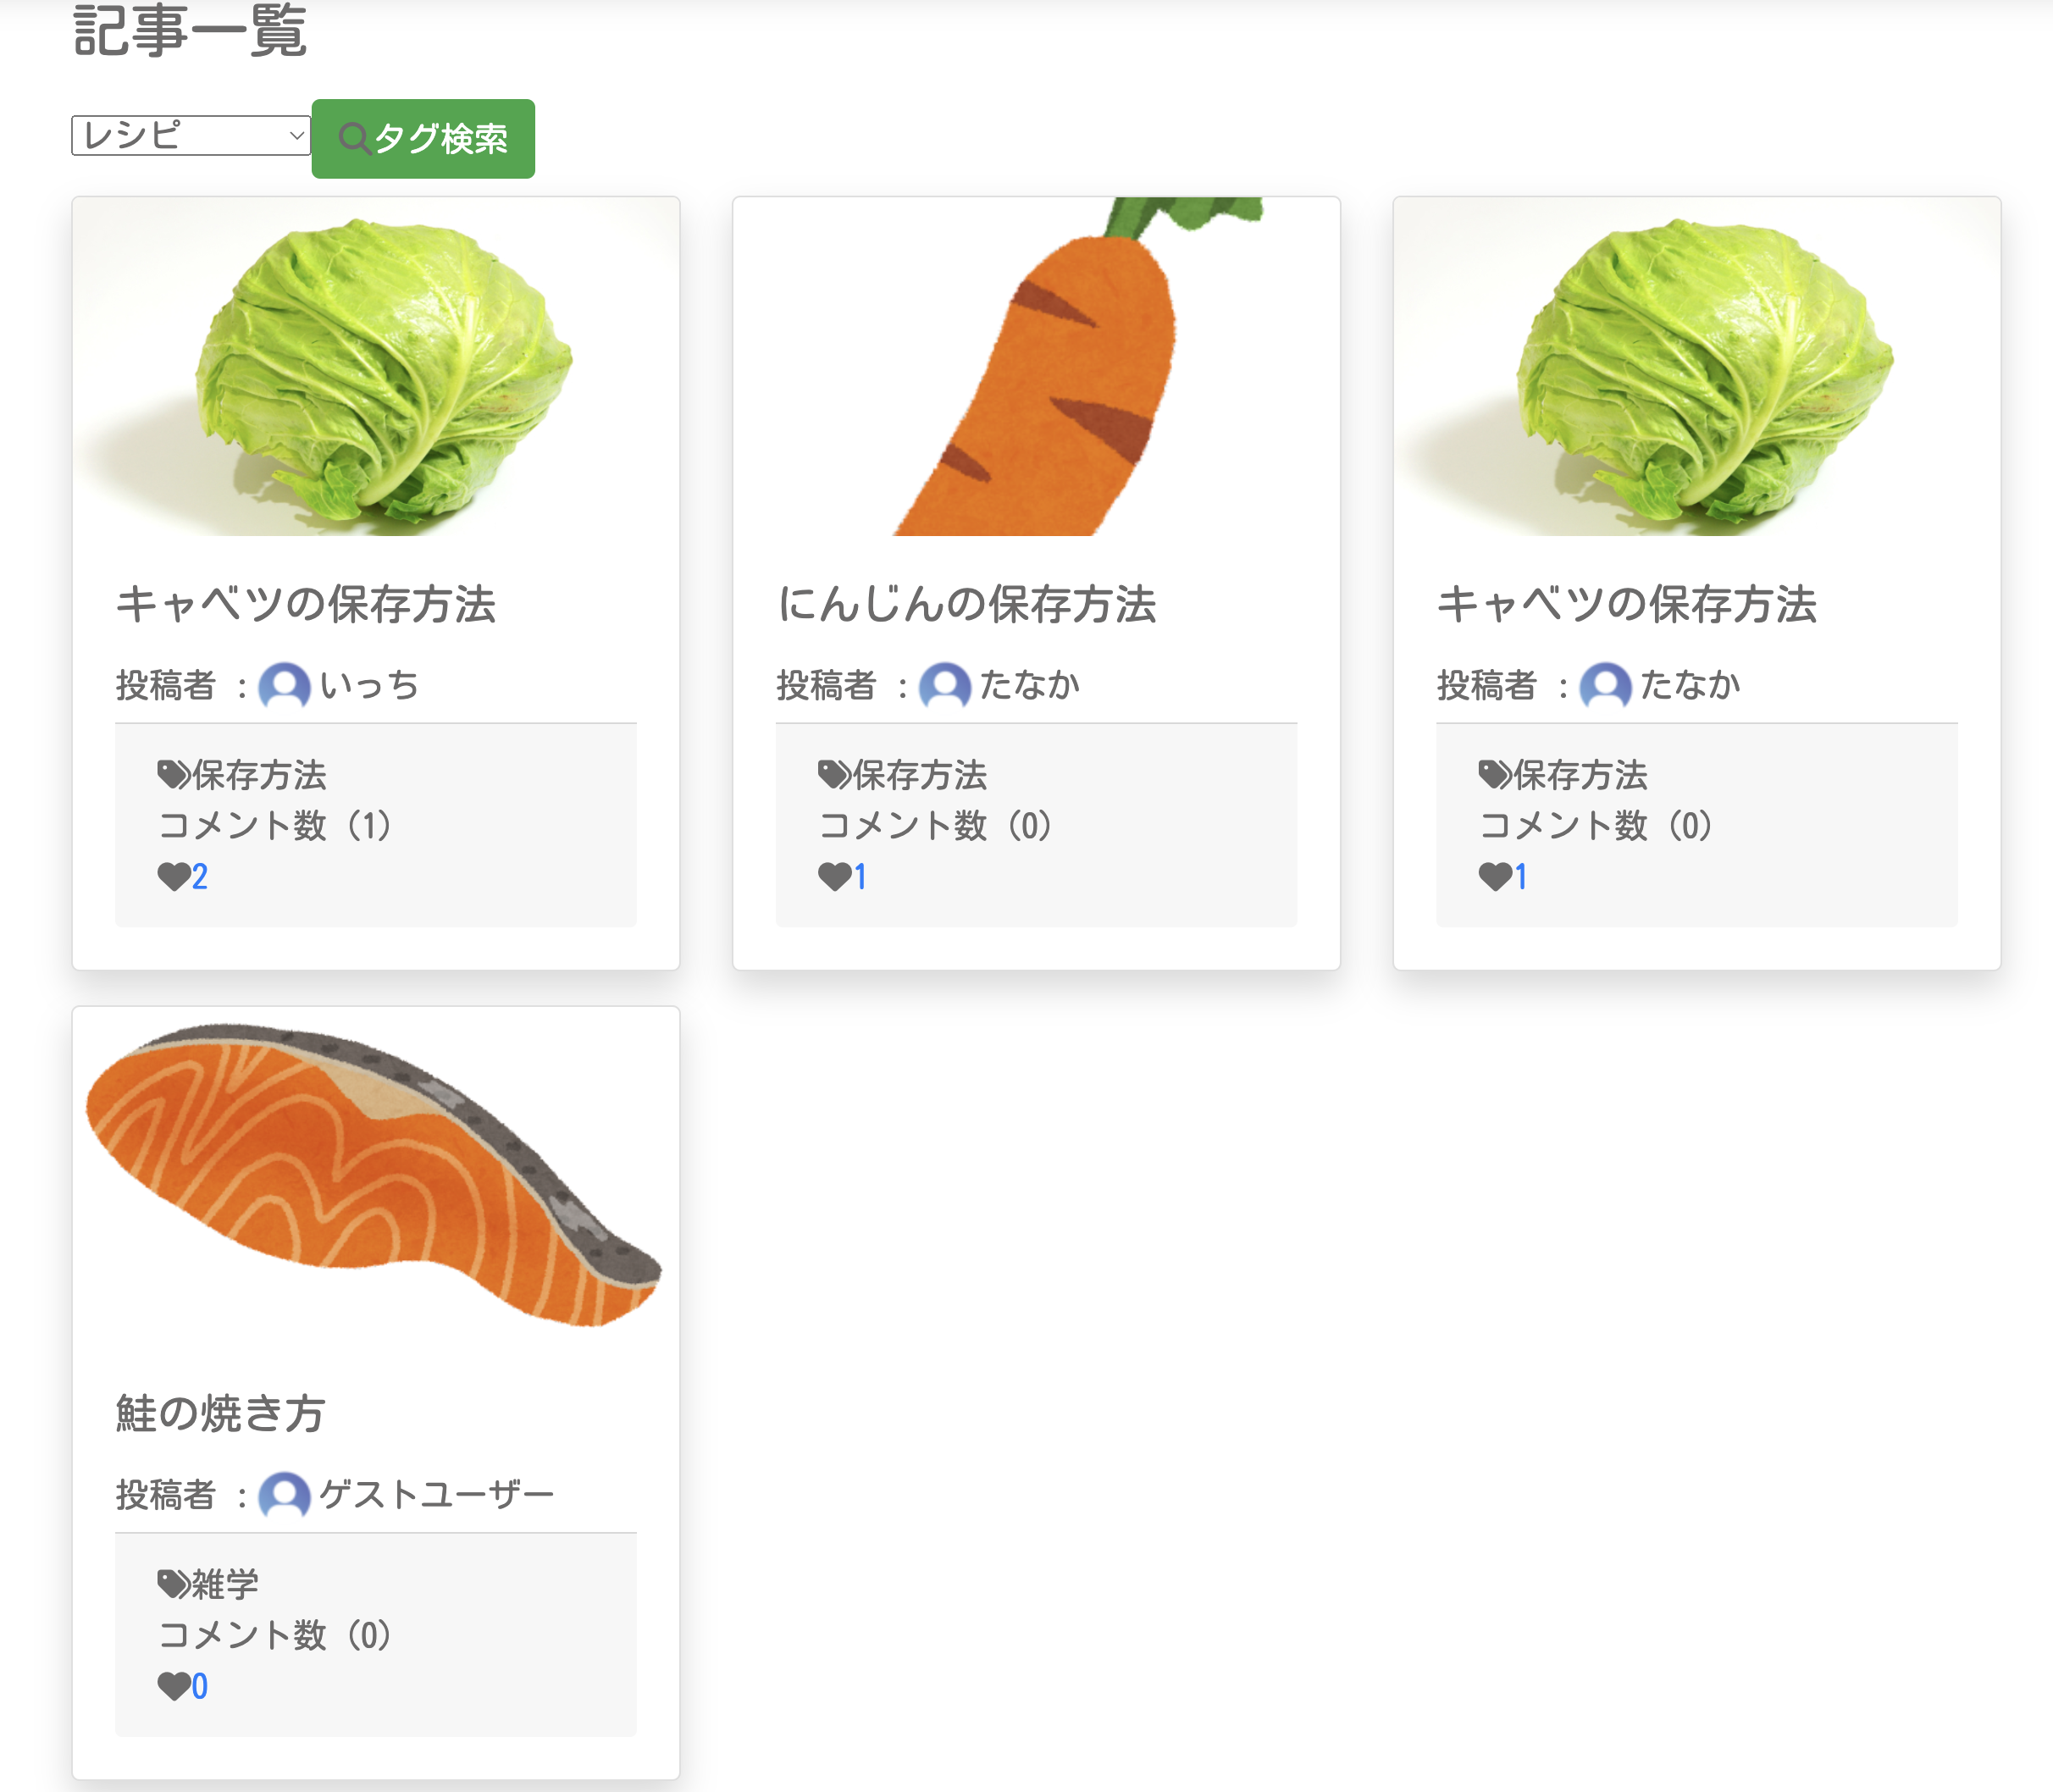 記事一覧
レシピ
タグ検索
キャベツの保存方法
投稿者 : いっち
保存方法
コメント数 (1)
2
にんじんの保存方法
投稿者 : たなか
保存方法
コメント数 (0)
1
キャベツの保存方法
投稿者 : たなか
保存方法
コメント数 (0)
1
鮭の焼き方
投稿者 : ゲストユーザー
雑学
コメント数 (0)
0